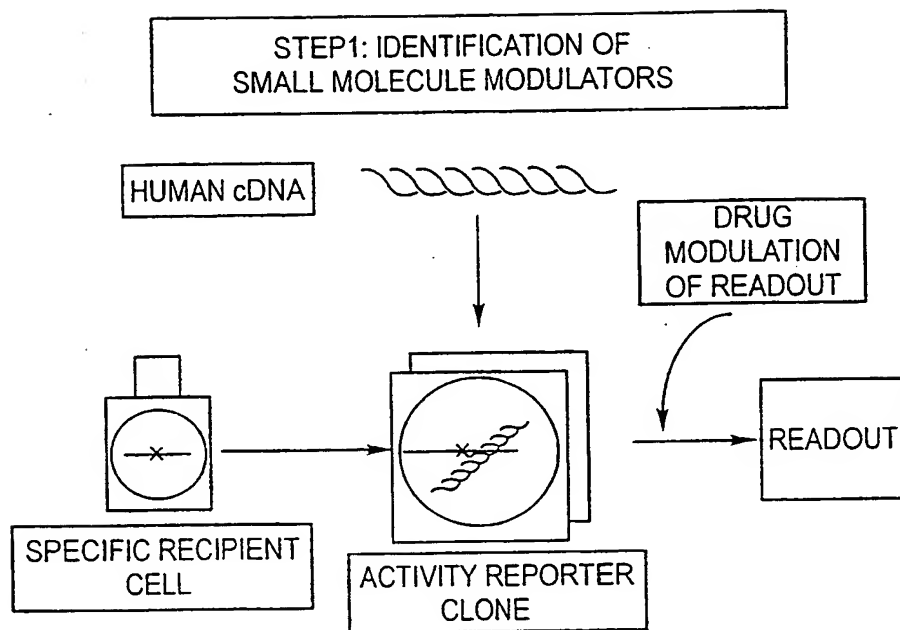 STEP1: IDENTIFICATION OF
SMALL MOLECULE MODULATORS
HUMAN cDNA
DRUG
MODULATION
OF READOUT
READOUT
SPECIFIC RECIPIENT
CELL
ACTIVITY REPORTER
CLONE